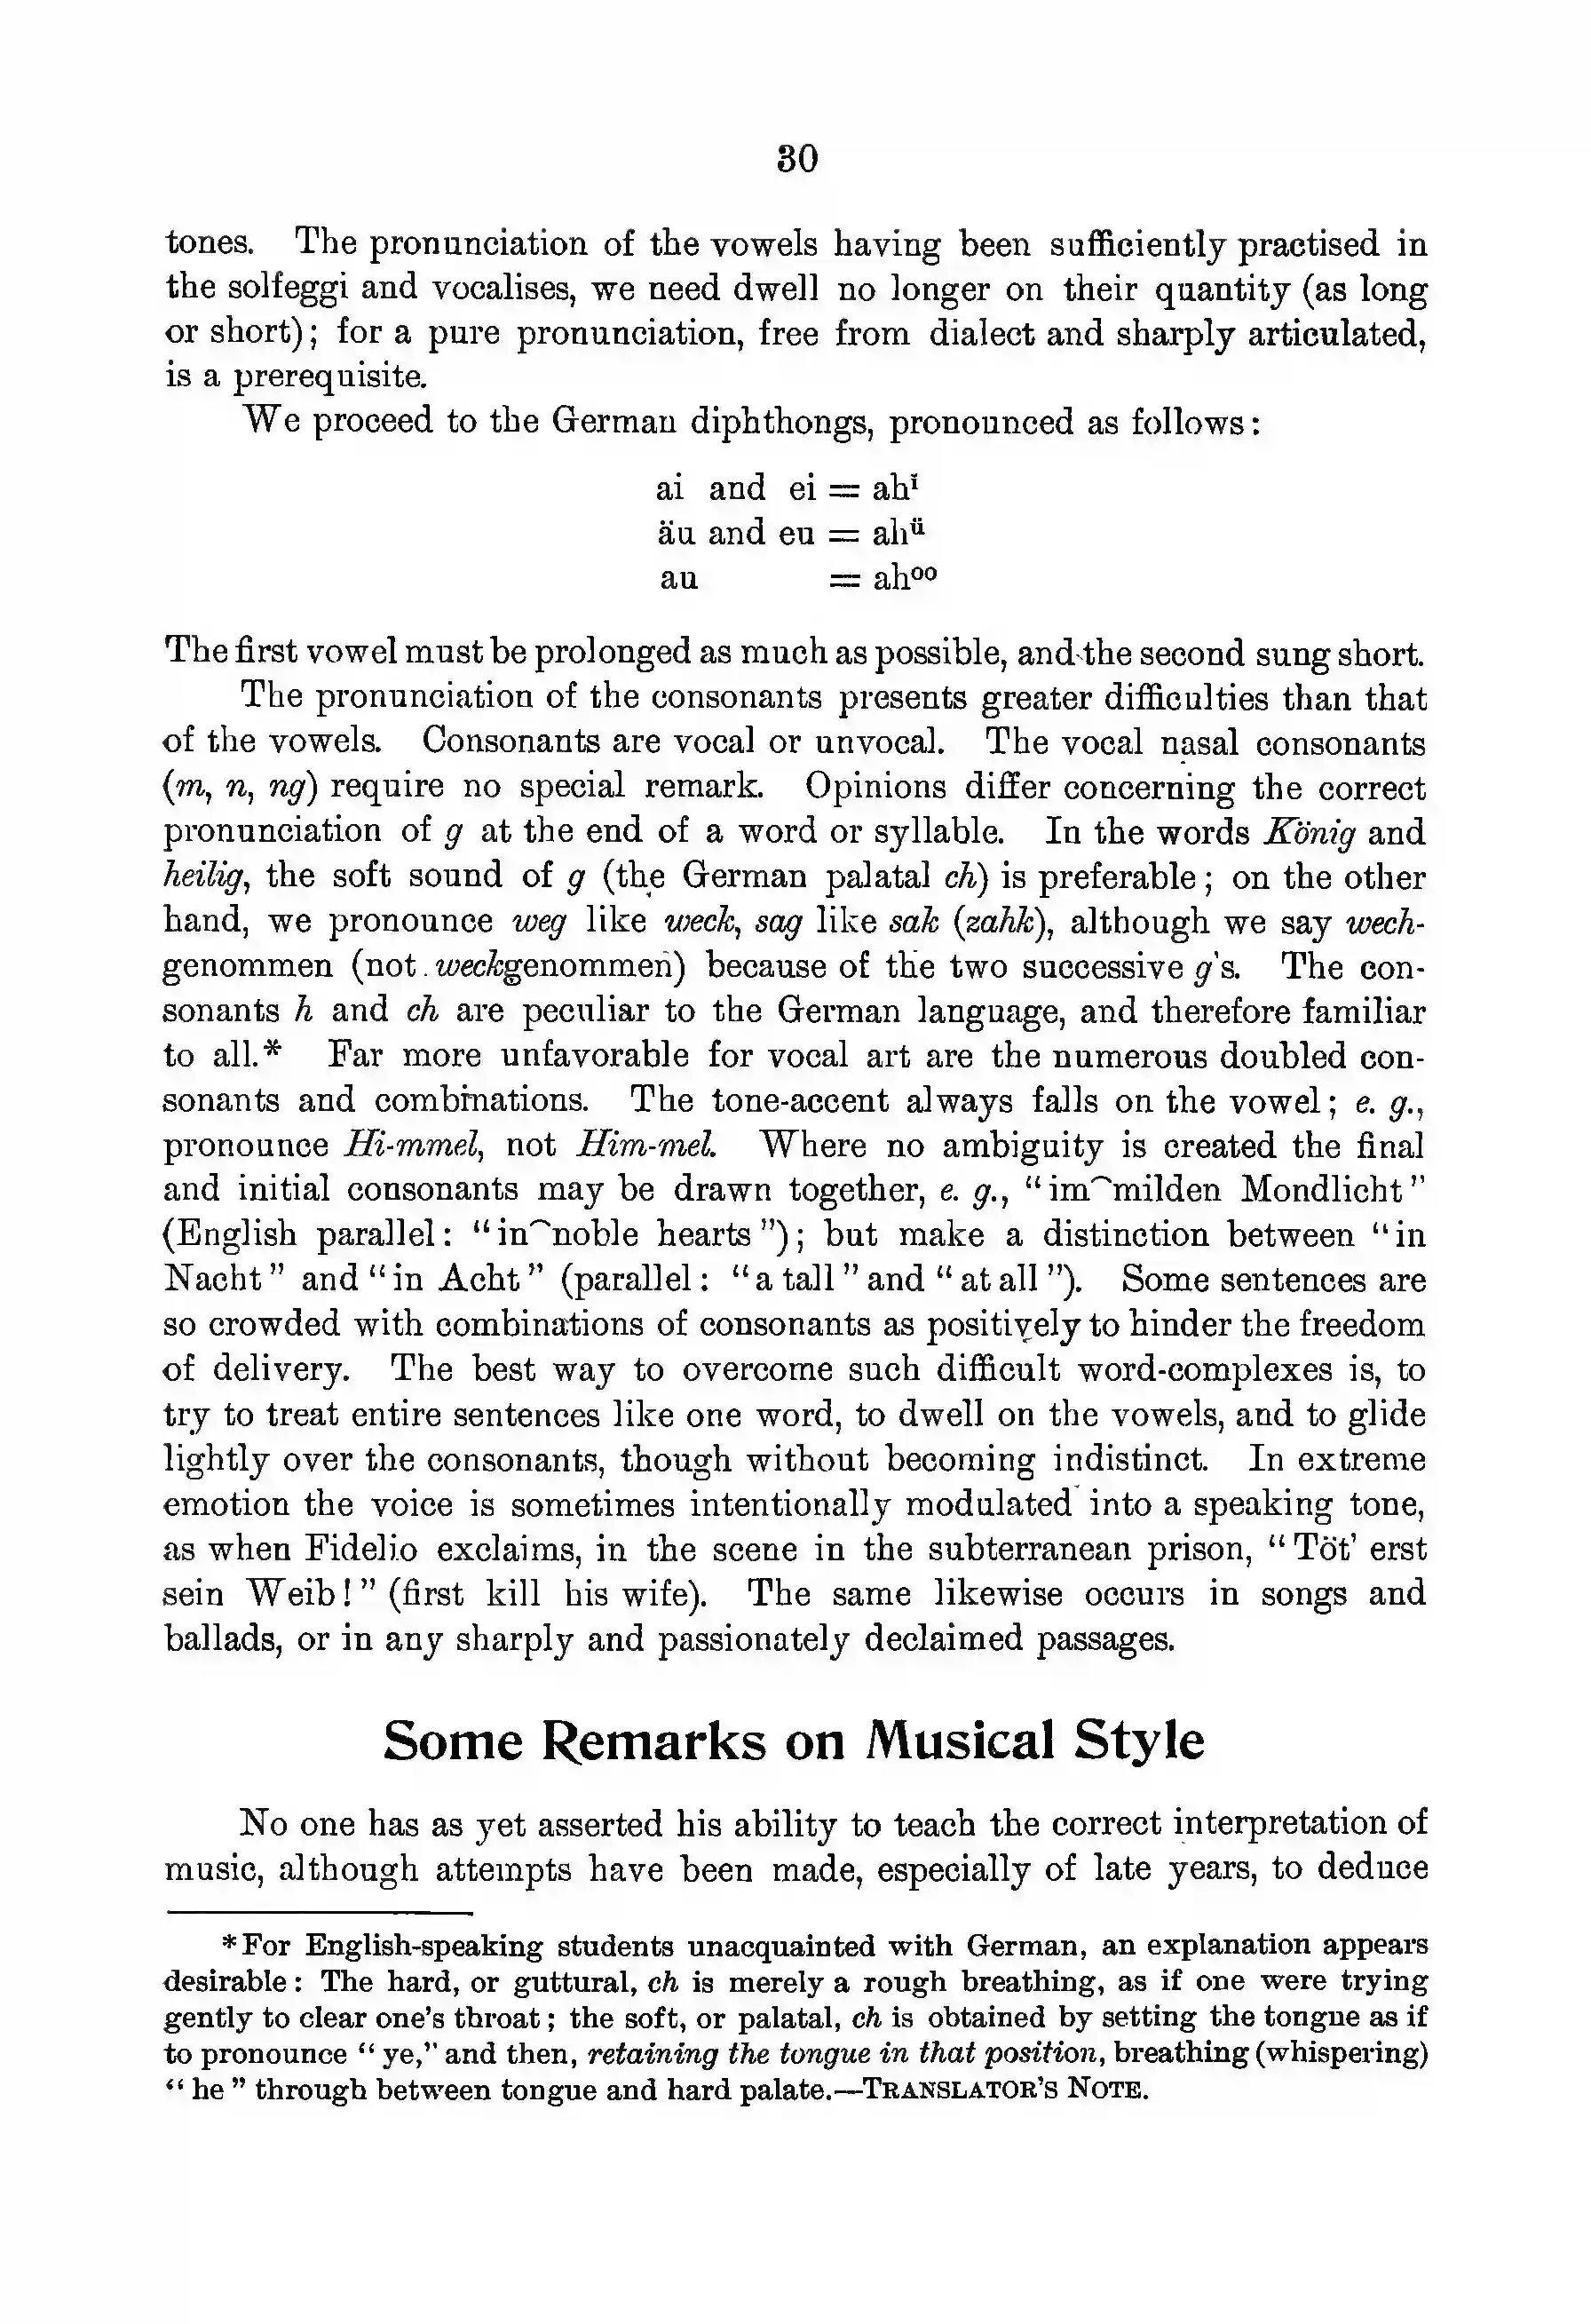 30
tones. The pronunciation of the vowels having been sufficiently practised in
the solfeggi and vocalises, we need dwell no longer on their quantity (as long
or short); for a pure pronunciation, free from dialect and sharply articulated,
is a prerequisite.
We proceed to the German diphthongs, pronounced as follows:
ai and ei = ahĭ
äu and eu = ahü
au = ahoo
The first vowel must be prolonged as much as possible, and the second sung short.
The pronunciation of the consonants presents greater difficulties than that
of the vowels. Consonants are vocal or unvocal. The vocal nasal consonants
(m, n, ng) require no special remark. Opinions differ concerning the correct
pronunciation of g at the end of a word or syllable. In the words König and
heilig, the soft sound of g (the German palatal ch) is preferable; on the other
hand, we pronounce weg like weck, sag like sak (zahk), although we say wech-
genommen (not weckgenommen) because of the two successive g's. The con-
sonants h and ch are peculiar to the German language, and therefore familiar
to all.* Far more unfavorable for vocal art are the numerous doubled con-
sonants and combinations. The tone-accent always falls on the vowel; e. g.,
pronounce Hi-mmel, not Him-mel. Where no ambiguity is created the final
and initial consonants may be drawn together, e. g., “im⁀milden Mondlicht”
(English parallel: “in⁀noble hearts”); but make a distinction between “in
Nacht” and “in Acht” (parallel: “a tall” and “at all”). Some sentences are
so crowded with combinations of consonants as positively to hinder the freedom
of delivery. The best way to overcome such difficult word-complexes is, to
try to treat entire sentences like one word, to dwell on the vowels, and to glide
lightly over the consonants, though without becoming indistinct. In extreme
emotion the voice is sometimes intentionally modulated into a speaking tone,
as when Fidelio exclaims, in the scene in the subterranean prison, “Töt’ erst
sein Weib!” (first kill his wife). The same likewise occurs in songs and
ballads, or in any sharply and passionately declaimed passages.
Some Remarks on Musical Style
No one has as yet asserted his ability to teach the correct interpretation of
music, although attempts have been made, especially of late years, to deduce
*For English-speaking students unacquainted with German, an explanation appears
desirable: The hard, or guttural, ch is merely a rough breathing, as if one were trying
gently to clear one’s throat; the soft, or palatal, ch is obtained by setting the tongue as if
to pronounce “ye,” and then, retaining the tongue in that position, breathing (whispering)
“he” through between tongue and hard palate.—TRANSLATOR’S NOTE.